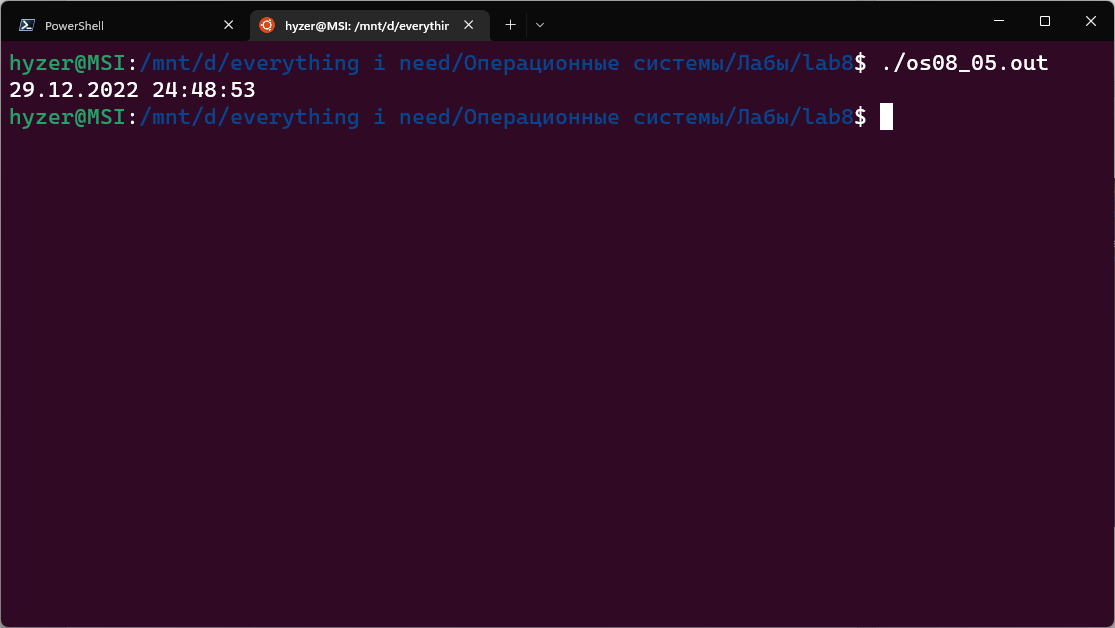 PowerShell
hyzer@MSI: /mnt/d/everythir
hyzer@MSI:/mnt/d/everything i need/Операционные системы/Лабы/lab8$ ./os08_05.out
29.12.2022 24:48:53
hyzer@MSI:/mnt/d/everything i need/Операционные системы/Лабы/lab8$